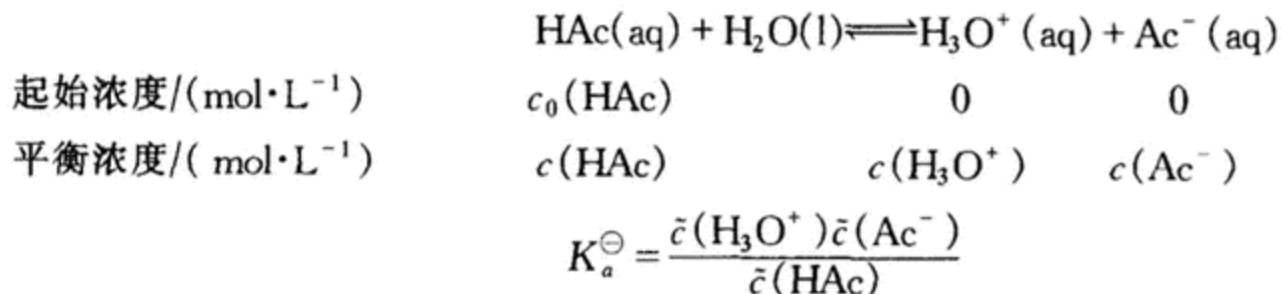 HAc(aq) + H₂O(l) ⇌ H₃O⁺(aq) + Ac⁻(aq)
起始浓度/(mol·L⁻¹) c₀(HAc) 0 0
平衡浓度/( mol·L⁻¹) c(HAc) c(H₃O⁺) c(Ac⁻)
Kₐ^⊖ = c̃(H₃O⁺)c̃(Ac⁻) / c̃(HAc)